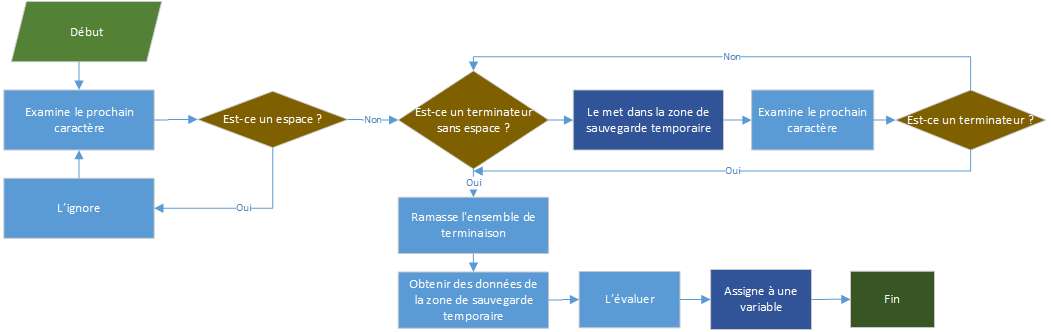 Début
Examine le prochain
caractère
Est-ce un espace ?
Non
Oui
L'ignore
Est-ce un terminateur
sans espace ?
Le met dans la zone de
sauvegarde temporaire
Examine le prochain
caractère
Est-ce un terminateur ?
Non
Oui
Oui
Ramasse l'ensemble de
terminaison
Obtenir des données de
la zone de sauvegarde
temporaire
L'évaluer
Assigne à une
variable
Fin